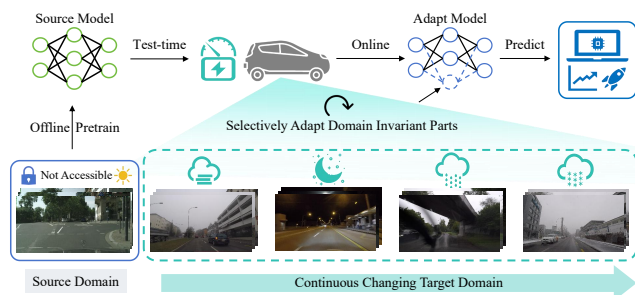 Source Model
Adapt Model
Test-time
Online
Predict
Offline Pretrain
Selectively Adapt Domain Invariant Parts
Not Accessible
Source Domain
Continuous Changing Target Domain